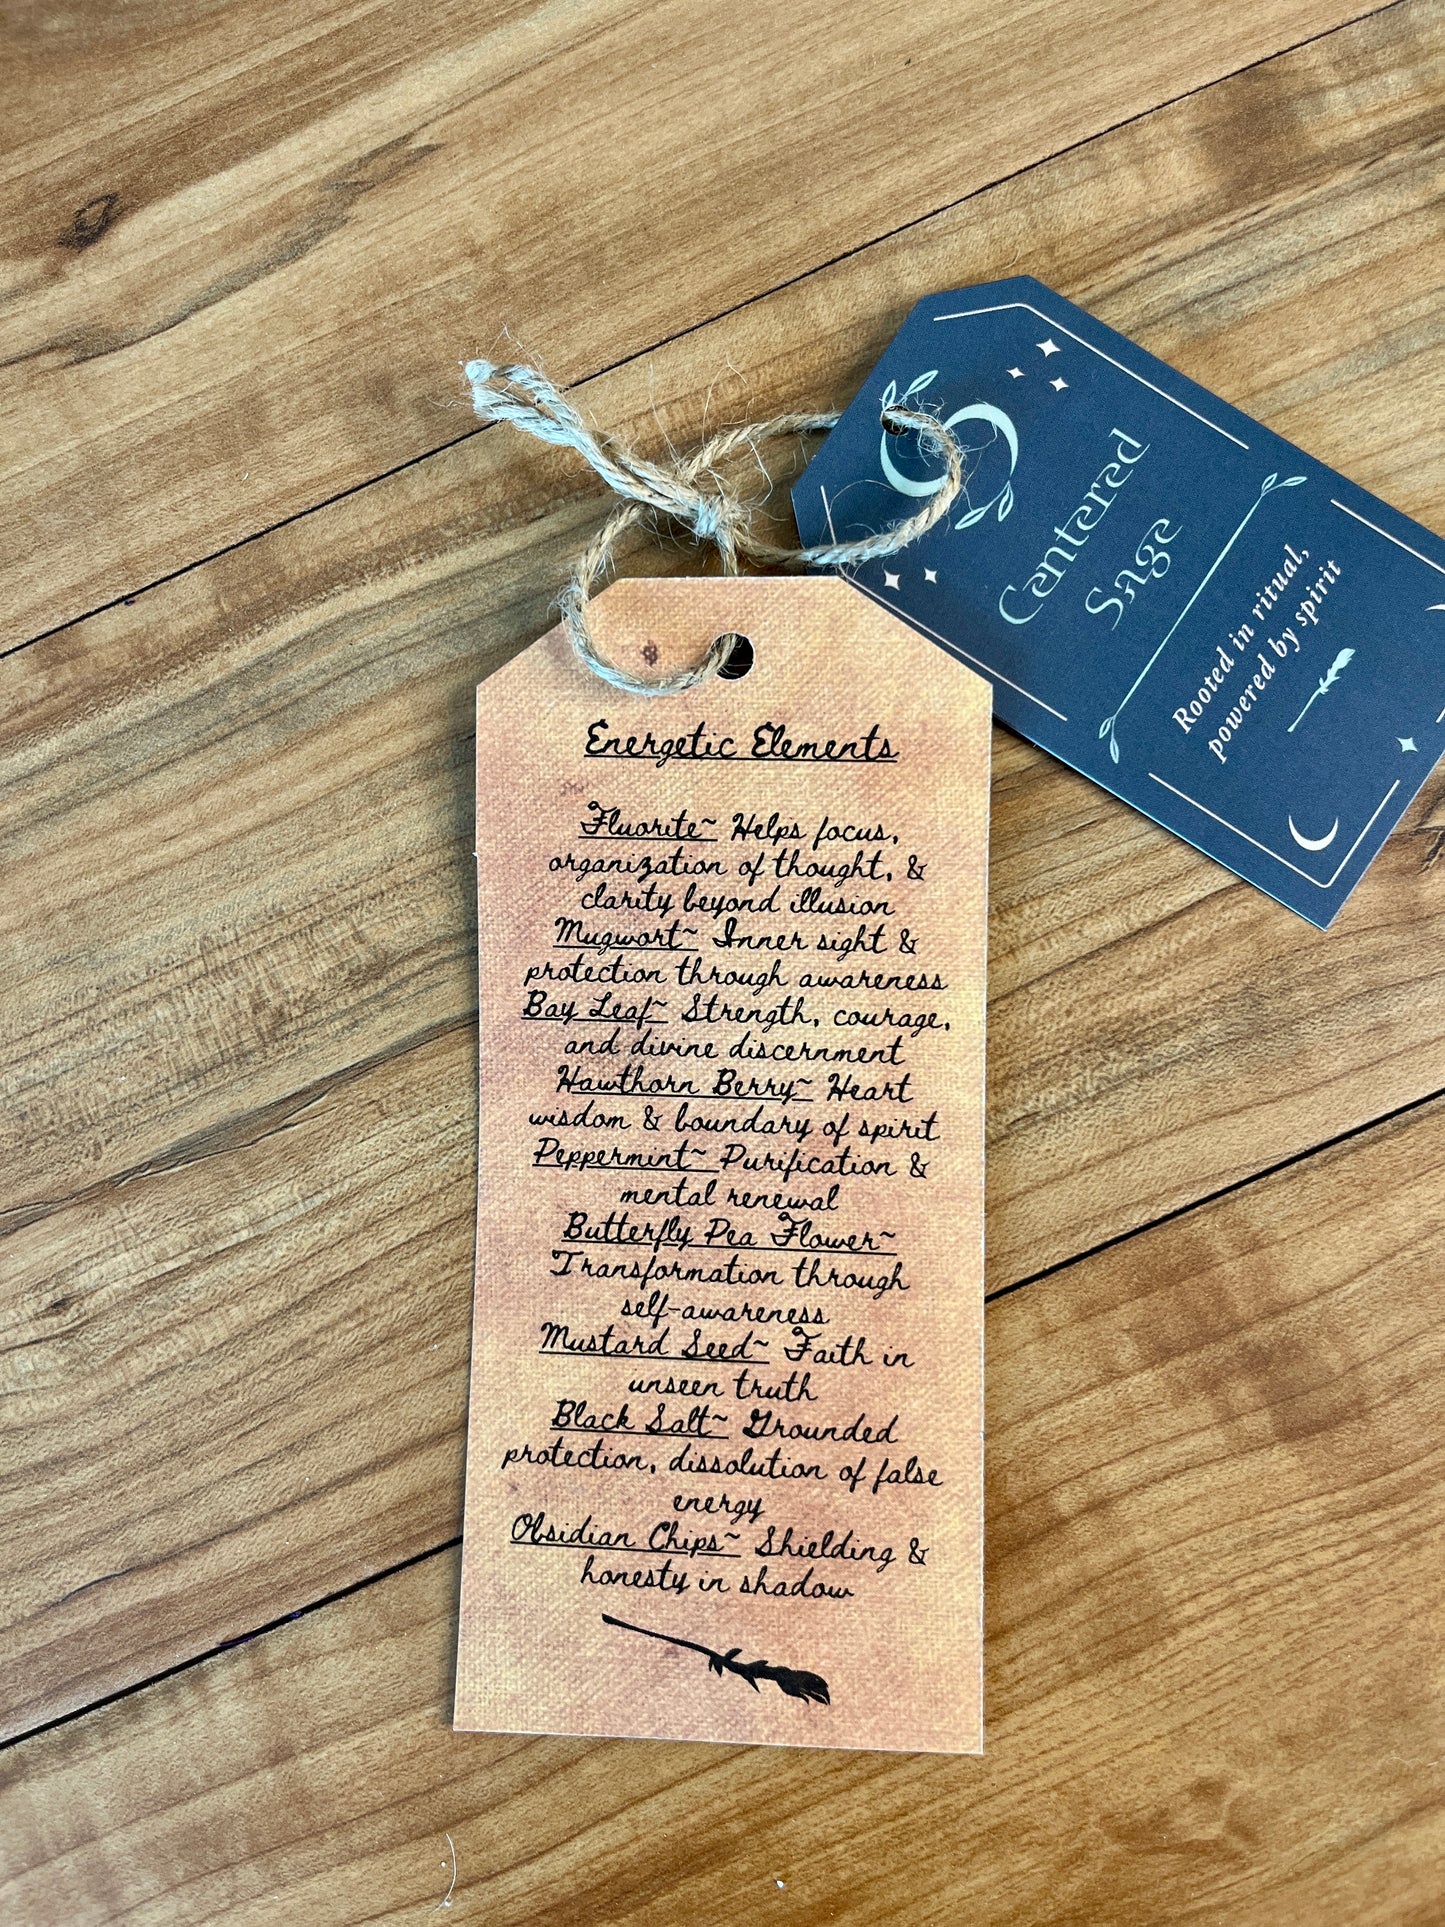 Centered
Sage
Rooted in ritual,
powered by spirit
Energetic Elements
Fluorite~ Helps focus,
organization of thought, &
clarity beyond illusion
Mugwort~ Inner sight &
protection through awareness
Bay Leaf~ Strength, courage,
and divine discernment
Hawthorn Berry~ Heart
wisdom & boundary of spirit
Peppermint~ Purification &
mental renewal
Butterfly Pea Flower~
Transformation through
self-awareness
Mustard Seed~ Faith in
unseen truth
Black Salt~ Grounded
protection, dissolution of false
energy
Obsidian Chips~ Shielding &
honesty in shadow